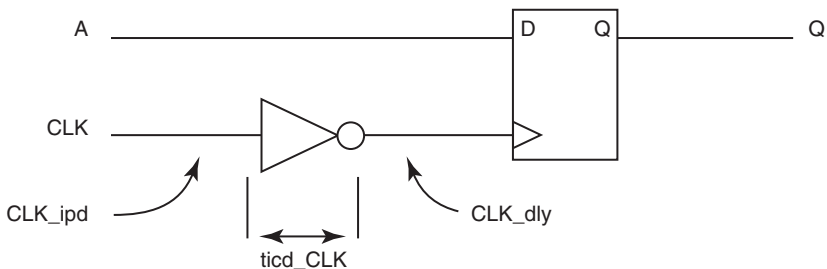 A
D Q
Q
CLK
CLK_ipd
CLK_dly
ticd_CLK